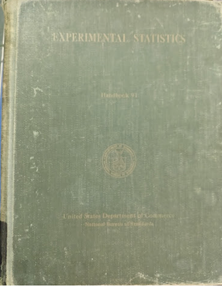 EXPERIMENTAL STATISTICS
Handbook 91
United States Department of Commerce
National Bureau of Standards